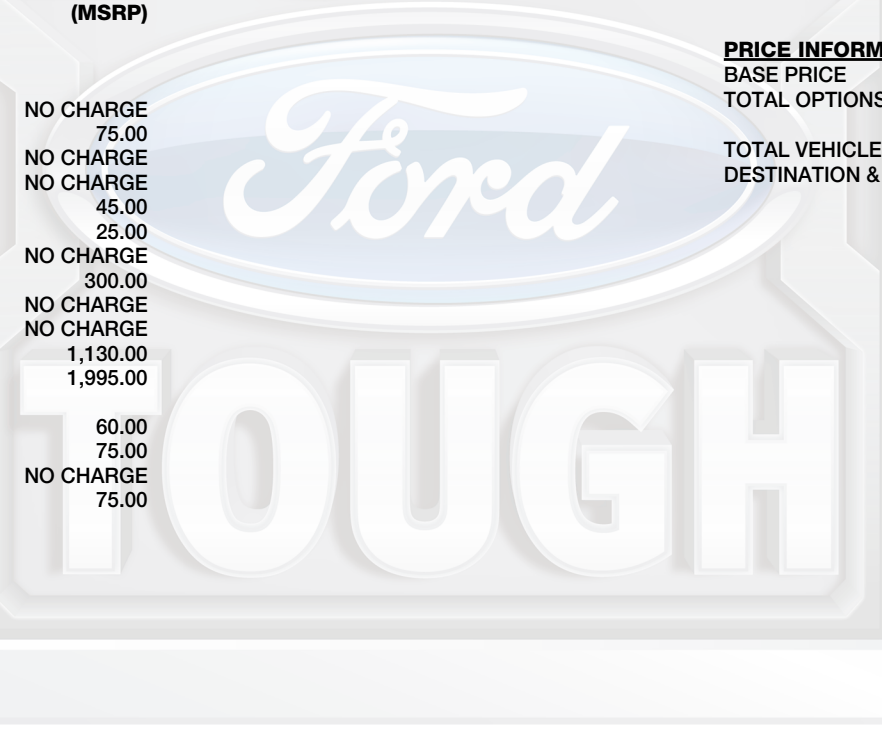 (MSRP)
NO CHARGE
75.00
NO CHARGE
NO CHARGE
45.00
25.00
NO CHARGE
300.00
NO CHARGE
NO CHARGE
1,130.00
1,995.00
60.00
75.00
NO CHARGE
75.00
PRICE INFORM
BASE PRICE
TOTAL OPTIONS
TOTAL VEHICLE
DESTINATION &
Ford
TOUGH